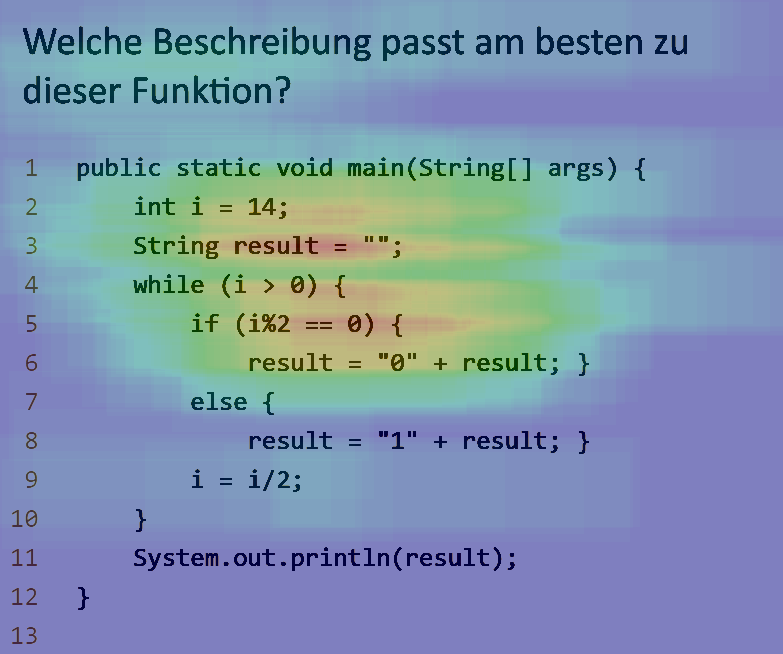 Welche Beschreibung passt am besten zu
dieser Funktion?
1 public static void main(String[] args) {
2 int i = 14;
3 String result = "";
4 while (i > 0) {
5 if (i%2 == 0) {
6 result = "0" + result; }
7 else {
8 result = "1" + result; }
9 i = i/2;
10 }
11 System.out.println(result);
12 }
13